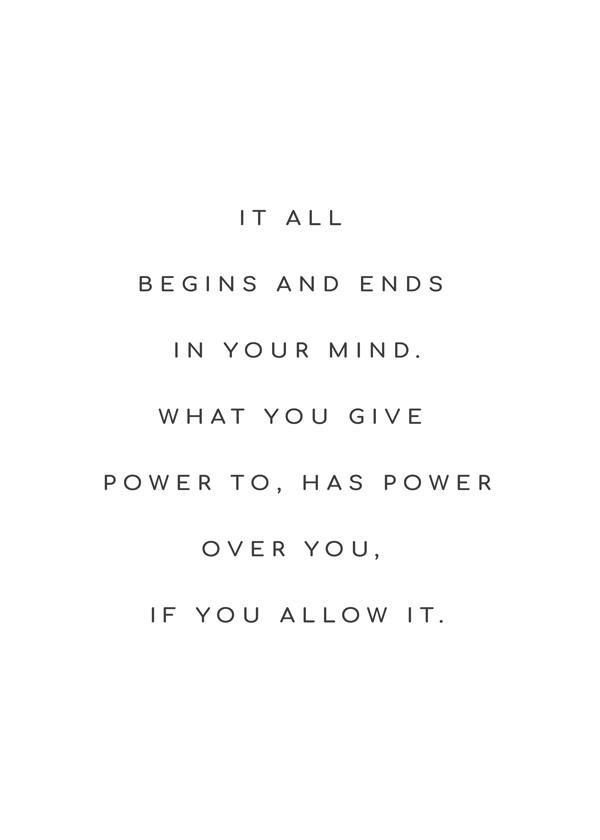 IT ALL
BEGINS AND ENDS
IN YOUR MIND.
WHAT YOU GIVE
POWER TO, HAS POWER
OVER YOU,
IF YOU ALLOW IT.